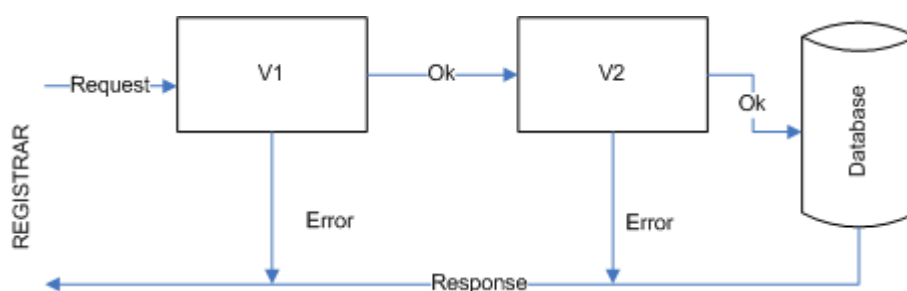 REGISTRAR
Request
V1
Ok
V2
Ok
Database
Error
Error
Response